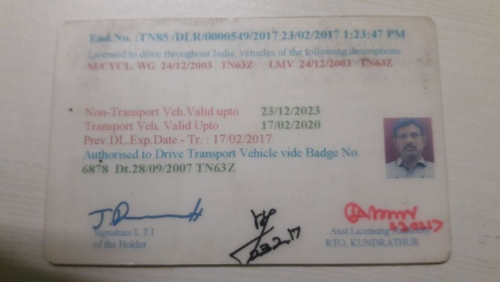 End.No. :TN85/DLR/0000549/2017 23/02/2017 1:23:47 PM
Licensed to drive throughout India, vehicles of the following descriptions
M/CYCL. WG 24/12/2003 TN63Z LMV 24/12/2003 TN63Z
Non-Transport Veh.Valid upto 23/12/2023
Transport Veh. Valid Upto 17/02/2020
Prev.DL.Exp.Date - Tr. : 17/02/2017
Authorised to Drive Transport Vehicle vide Badge No.
6878 Dt.28/09/2007 TN63Z
Signature L T I
of the Holder
Asst Licensing
RTO, KUNDRATHUR